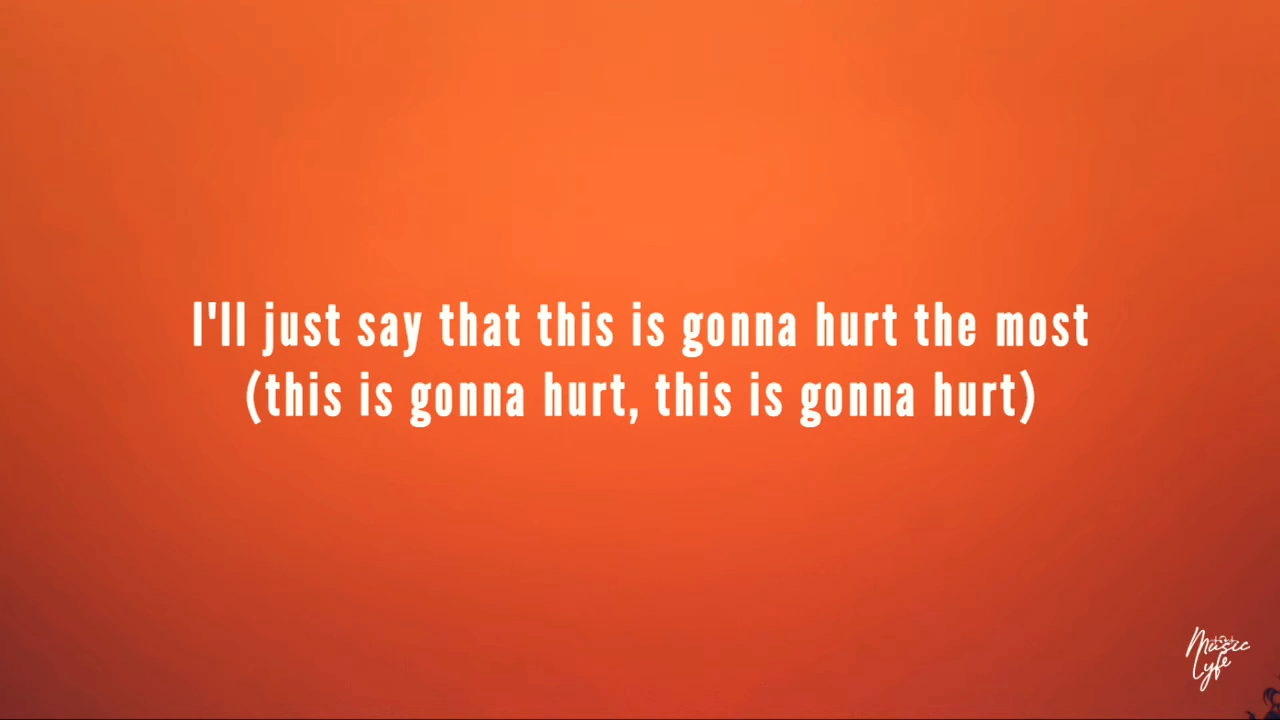 I'll just say that this is gonna hurt the most
(this is gonna hurt, this is gonna hurt)
Music
Lyfe